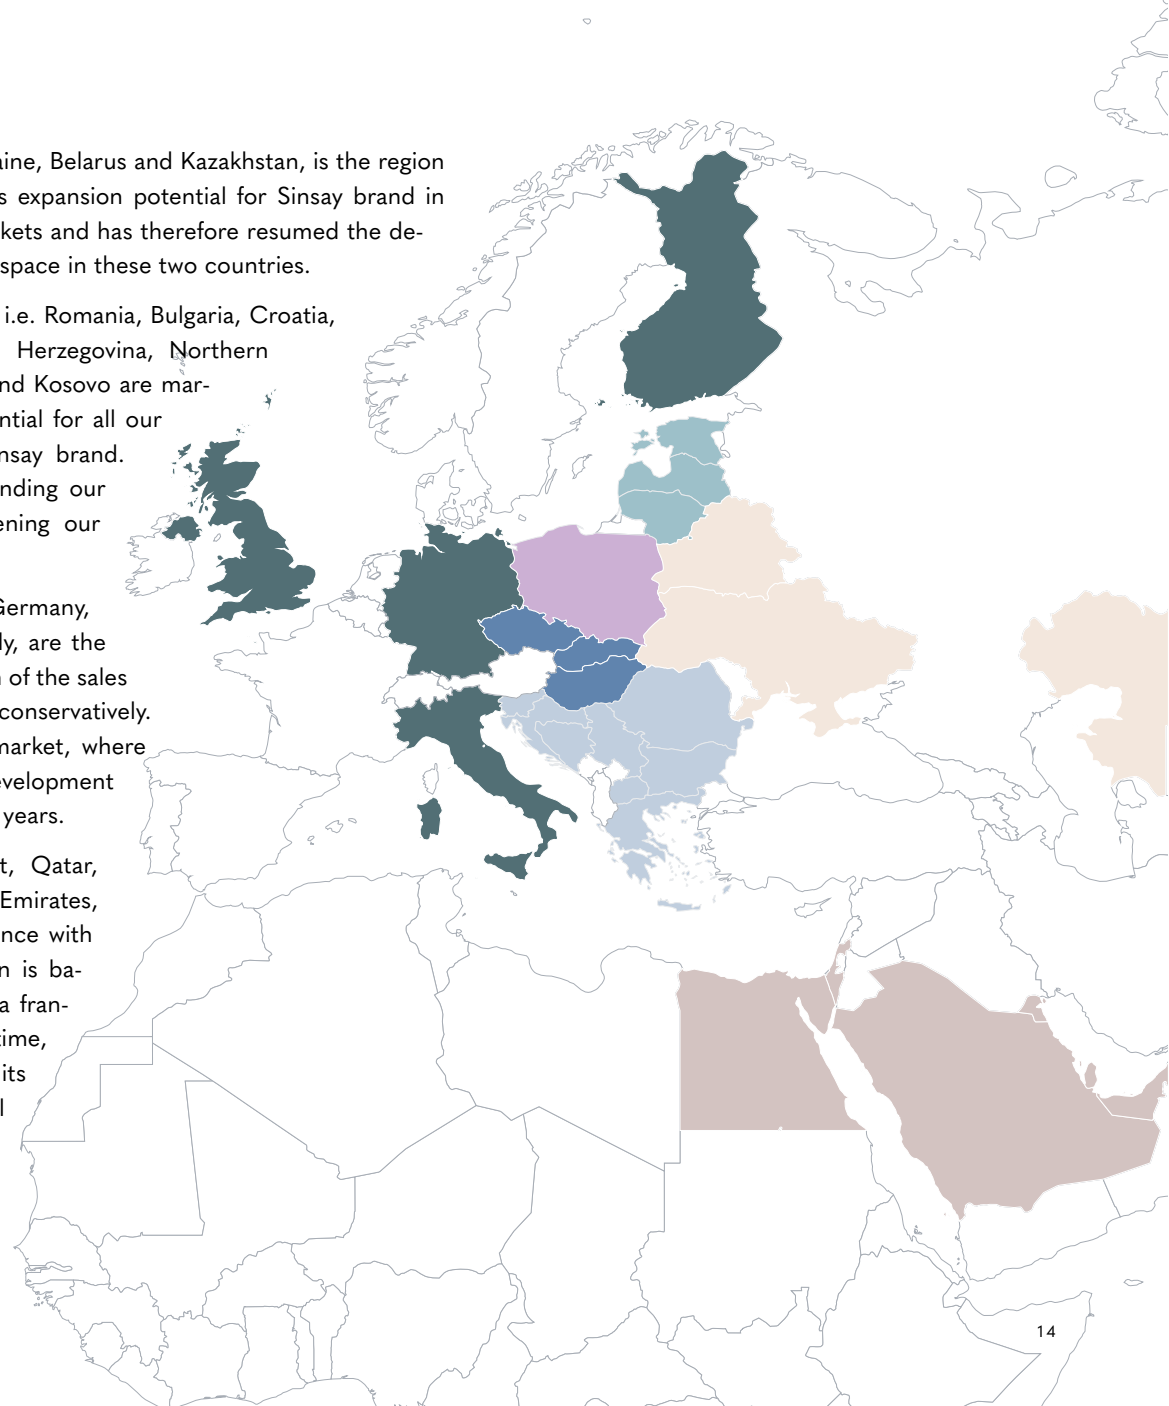 aine, Belarus and Kazakhstan, is the region
s expansion potential for Sinsay brand in
kets and has therefore resumed the de-
space in these two countries.
i.e. Romania, Bulgaria, Croatia,
Herzegovina, Northern
nd Kosovo are mar-
ntial for all our
nsay brand.
nding our
ening our
Germany,
ly, are the
n of the sales
conservatively.
market, where
evelopment
years.
t, Qatar,
Emirates,
nce with
n is ba-
a fran-
time,
its
l
14